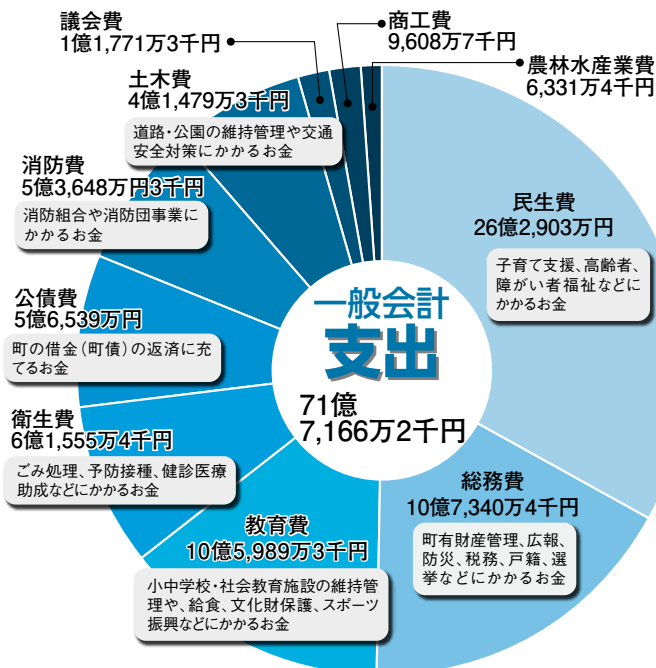 議会費
1億1,771万3千円
商工費
9,608万7千円
農林水産業費
6,331万4千円
土木費
4億1,479万3千円
道路・公園の維持管理や交通
安全対策にかかるお金
消防費
5億3,648万円3千円
消防組合や消防団事業に
かかるお金
公債費
5億6,539万円
町の借金(町債)の返済に充
てるお金
衛生費
6億1,555万4千円
ごみ処理、予防接種、健診医療
助成などにかかるお金
教育費
10億5,989万3千円
小中学校・社会教育施設の維持管
理や、給食、文化財保護、スポーツ
振興などにかかるお金
総務費
10億7,340万4千円
町有財産管理、広報、
防災、税務、戸籍、選
挙などにかかるお金
民生費
26億2,903万円
子育て支援、高齢者、
障がい者福祉などに
かかるお金
一般会計
支出
71億
7,166万2千円